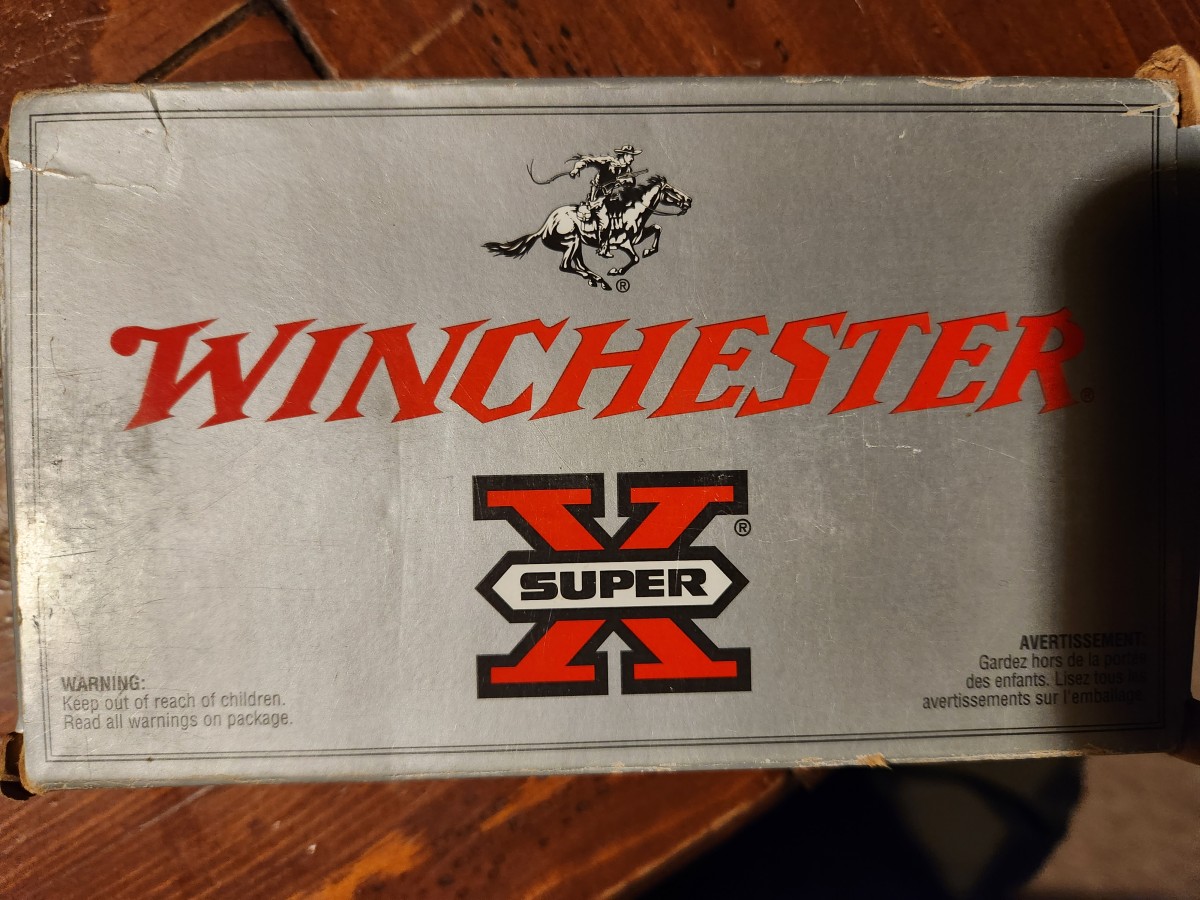 ®
WINCHESTER®
X ®
SUPER
WARNING:
Keep out of reach of children.
Read all warnings on package.
AVERTISSEMENT:
Gardez hors de la portée
des enfants. Lisez tous les
avertissements sur l'emballage.